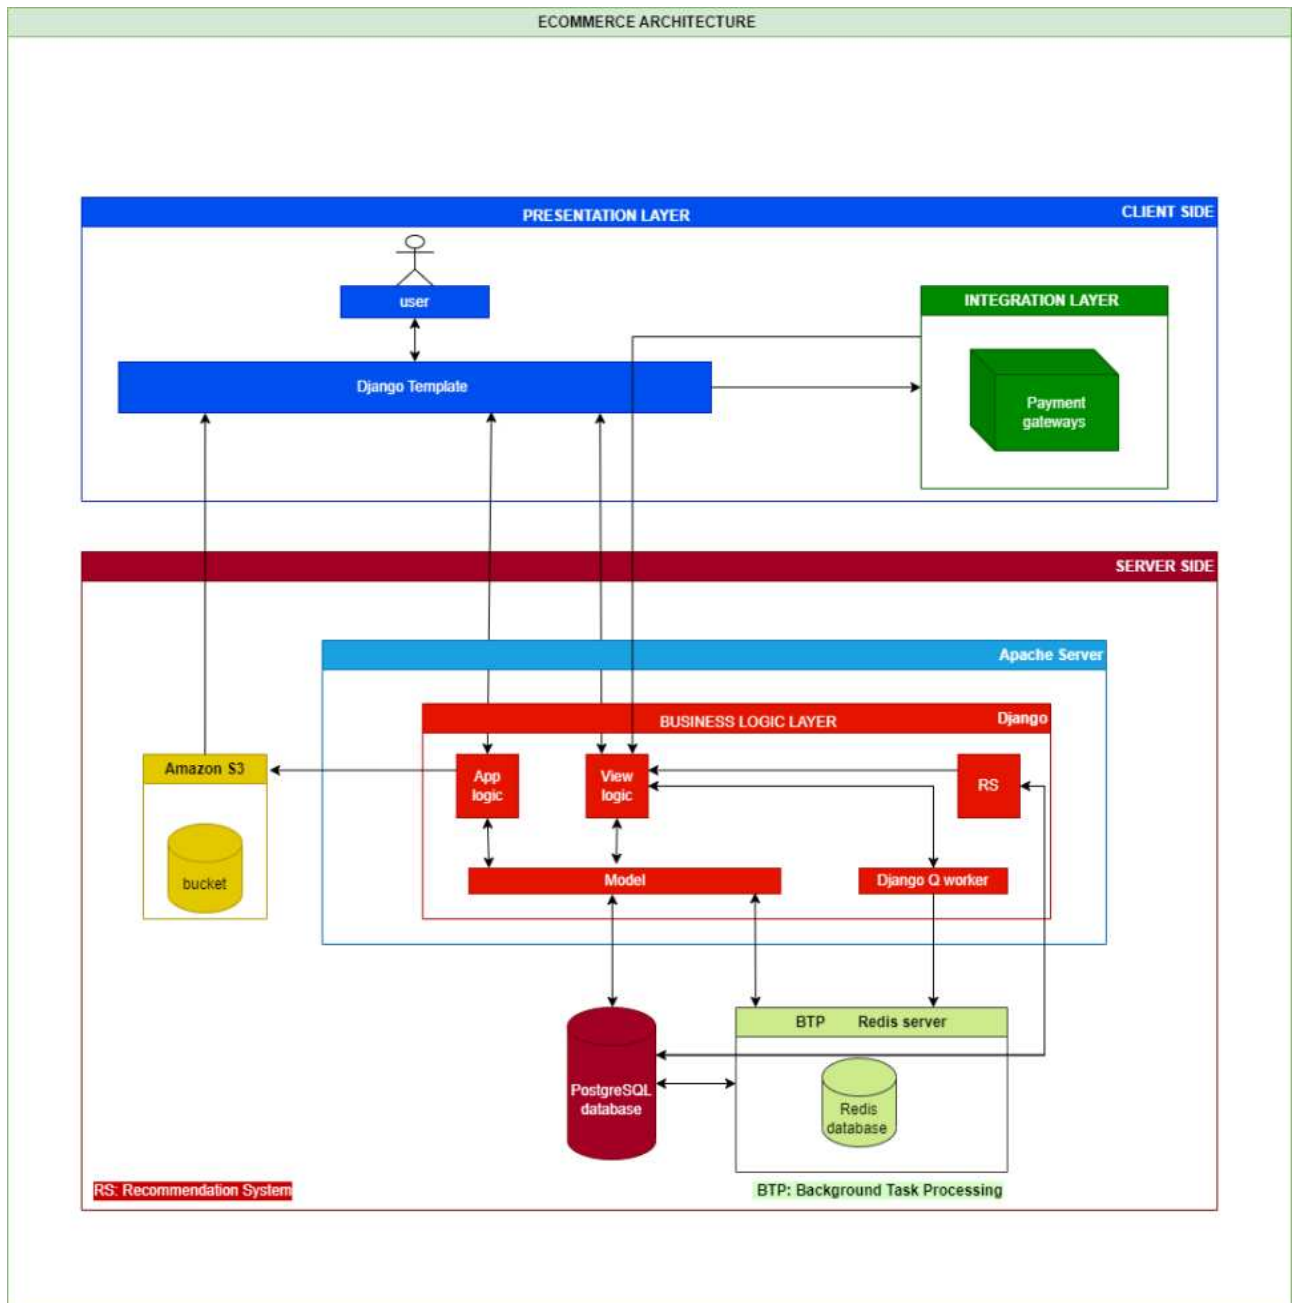 ECOMMERCE ARCHITECTURE
PRESENTATION LAYER
CLIENT SIDE
user
INTEGRATION LAYER
Django Template
Payment
gateways
SERVER SIDE
Apache Server
BUSINESS LOGIC LAYER
Django
Amazon S3
App
logic
View
logic
RS
bucket
Model
Django Q worker
BTP
Redis server
PostgreSQL
database
Redis
database
RS: Recommendation System
BTP: Background Task Processing